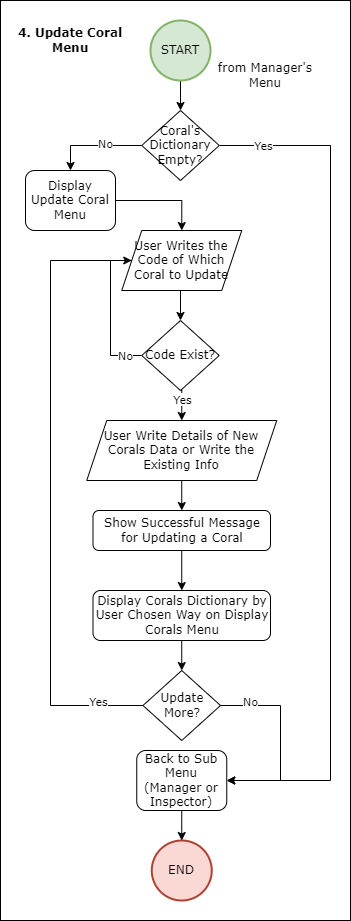 4. Update Coral
Menu
START
from Manager's
Menu
Coral's
Dictionary
Empty?
No
Yes
Display
Update Coral
Menu
User Writes the
Code of Which
Coral to Update
Code Exist?
No
Yes
User Write Details of New
Corals Data or Write the
Existing Info
Show Successful Message
for Updating a Coral
Display Corals Dictionary by
User Chosen Way on Display
Corals Menu
Update
More?
Yes
No
Back to Sub
Menu
(Manager or
Inspector)
END